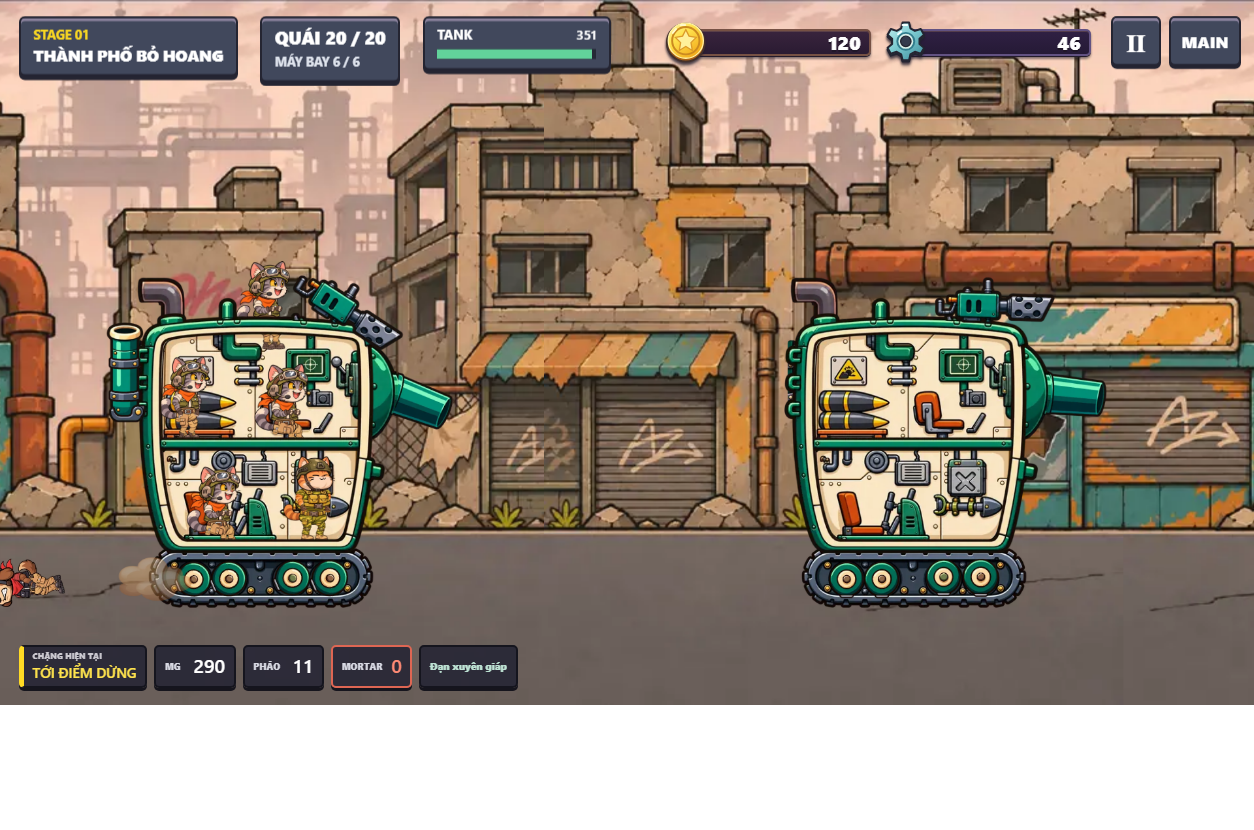 STAGE 01
THÀNH PHỐ BỎ HOANG
QUÁI 20 / 20
MÁY BAY 6 / 6
TANK 351
120
46
II
MAIN
CHẶNG HIỆN TẠI
TỚI ĐIỂM DỪNG
MG 290
PHÁO 11
MORTAR 0
Đạn xuyên giáp